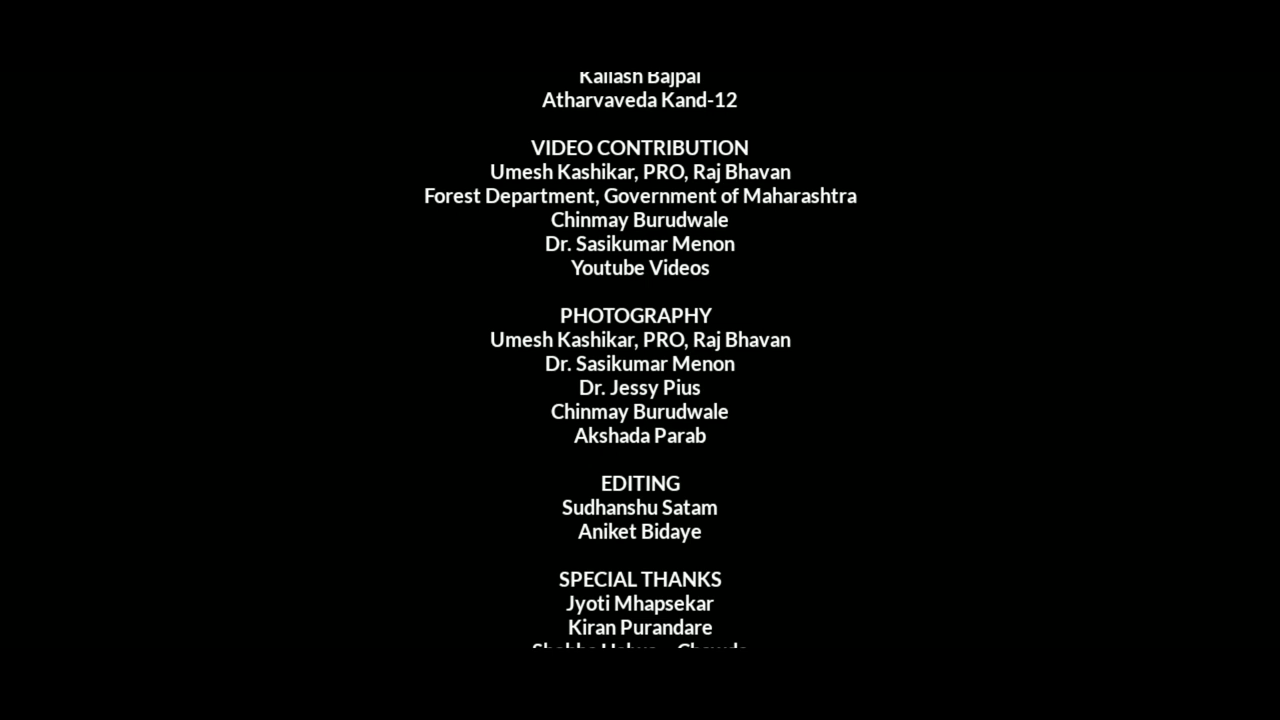 Kailash Bajpai
Atharvaveda Kand-12
VIDEO CONTRIBUTION
Umesh Kashikar, PRO, Raj Bhavan
Forest Department, Government of Maharashtra
Chinmay Burudwale
Dr. Sasikumar Menon
Youtube Videos
PHOTOGRAPHY
Umesh Kashikar, PRO, Raj Bhavan
Dr. Sasikumar Menon
Dr. Jessy Pius
Chinmay Burudwale
Akshada Parab
EDITING
Sudhanshu Satam
Aniket Bidaye
SPECIAL THANKS
Jyoti Mhapsekar
Kiran Purandare